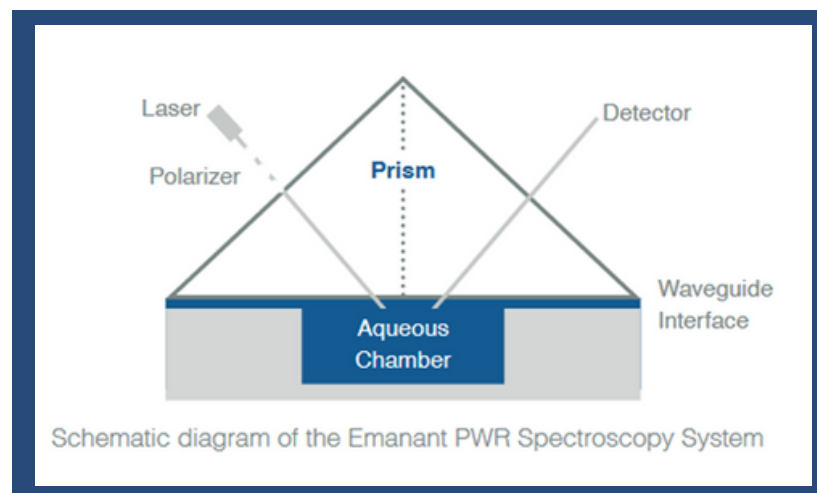 Laser
Detector
Polarizer
Prism
Waveguide
Interface
Aqueous
Chamber
Schematic diagram of the Emanant PWR Spectroscopy System